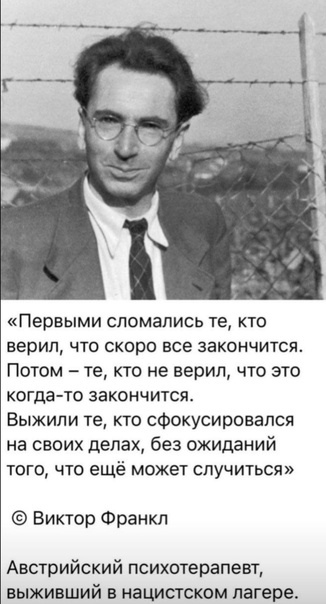 «Первыми сломались те, кто
верил, что скоро все закончится.
Потом – те, кто не верил, что это
когда-то закончится.
Выжили те, кто сфокусировался
на своих делах, без ожиданий
того, что ещё может случиться»
© Виктор Франкл
Австрийский психотерапевт,
выживший в нацистском лагере.